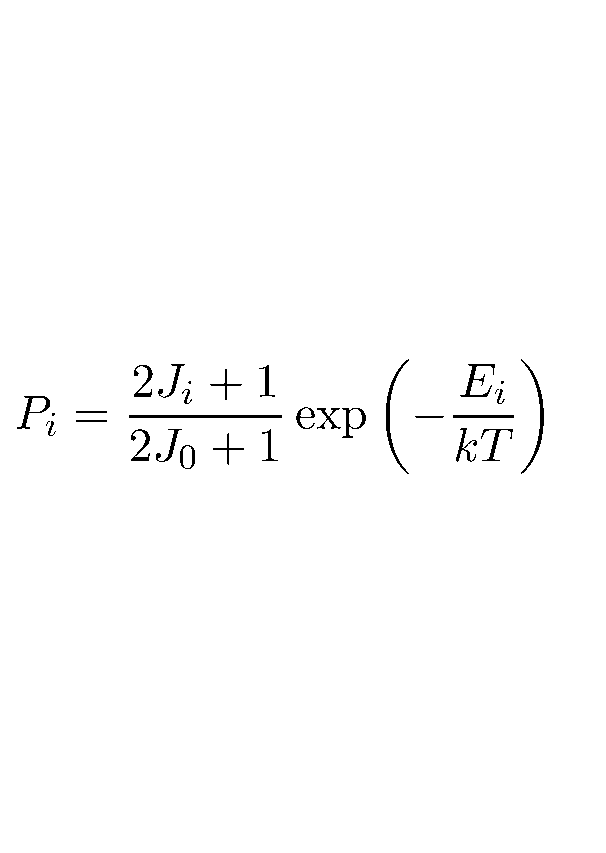 P_i = \frac{2J_i + 1}{2J_0 + 1} \exp\left(-\frac{E_i}{kT}\right)